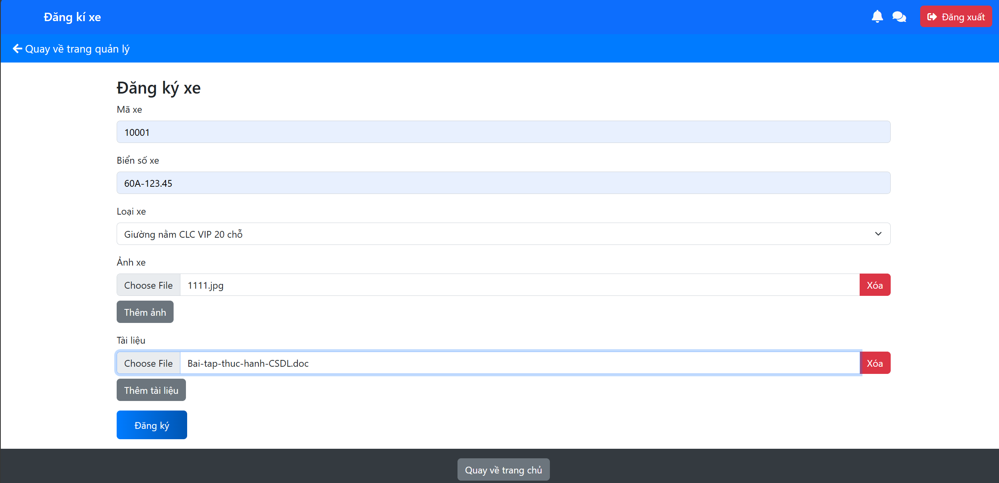 Đăng kí xe
Đăng xuất
Quay về trang quản lý
Đăng ký xe
Mã xe
10001
Biển số xe
60A-123.45
Loại xe
Giường nằm CLC VIP 20 chỗ
Ảnh xe
Choose File 1111.jpg Xóa
Thêm ảnh
Tài liệu
Choose File Bai-tap-thuc-hanh-CSDL.doc Xóa
Thêm tài liệu
Đăng ký
Quay về trang chủ